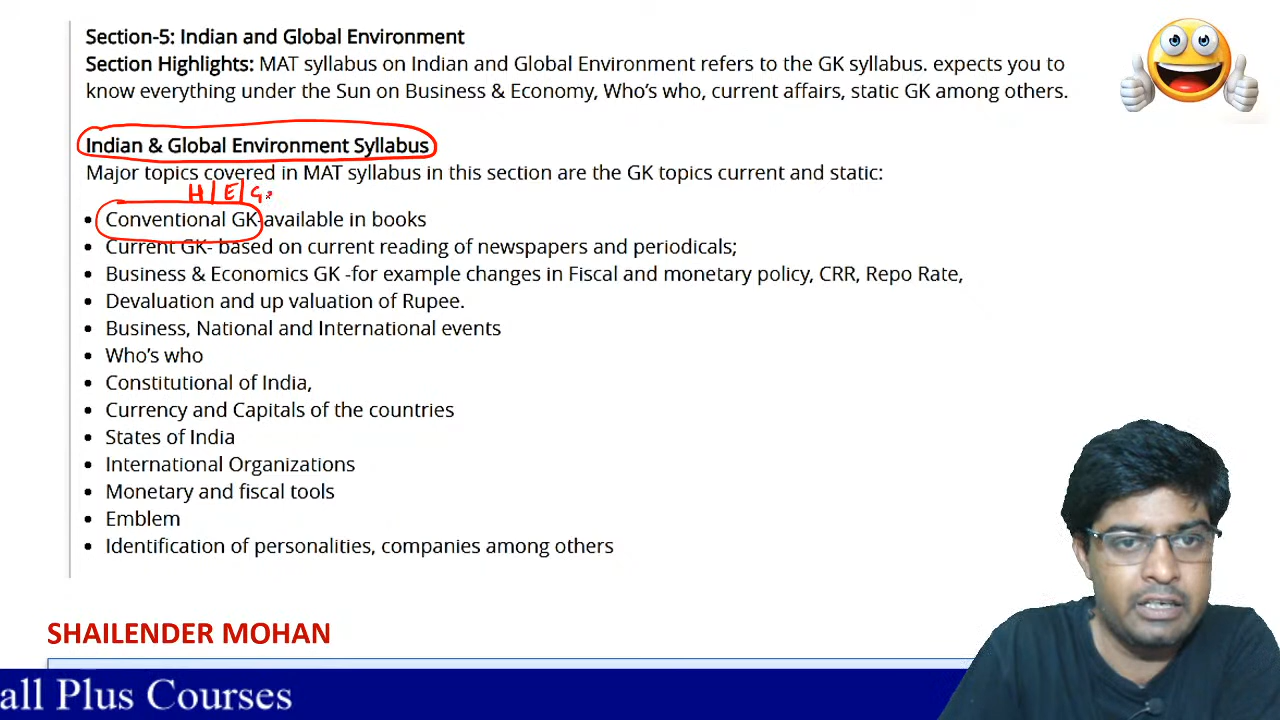 Section-5: Indian and Global Environment
Section Highlights: MAT syllabus on Indian and Global Environment refers to the GK syllabus. expects you to
know everything under the Sun on Business & Economy, Who’s who, current affairs, static GK among others.
Indian & Global Environment Syllabus
Major topics covered in MAT syllabus in this section are the GK topics current and static:
H/E/G
• Conventional GK-available in books
• Current GK- based on current reading of newspapers and periodicals;
• Business & Economics GK -for example changes in Fiscal and monetary policy, CRR, Repo Rate,
• Devaluation and up valuation of Rupee.
• Business, National and International events
• Who’s who
• Constitutional of India,
• Currency and Capitals of the countries
• States of India
• International Organizations
• Monetary and fiscal tools
• Emblem
• Identification of personalities, companies among others
SHAILENDER MOHAN
all Plus Courses